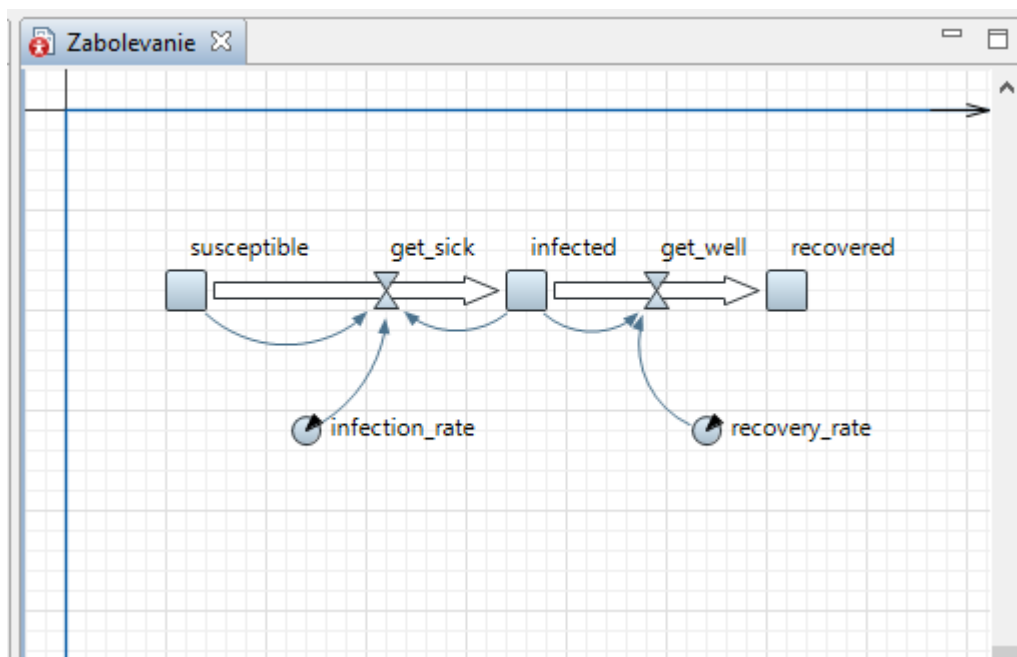 Zabolevanie
susceptible get_sick infected get_well recovered
infection_rate recovery_rate